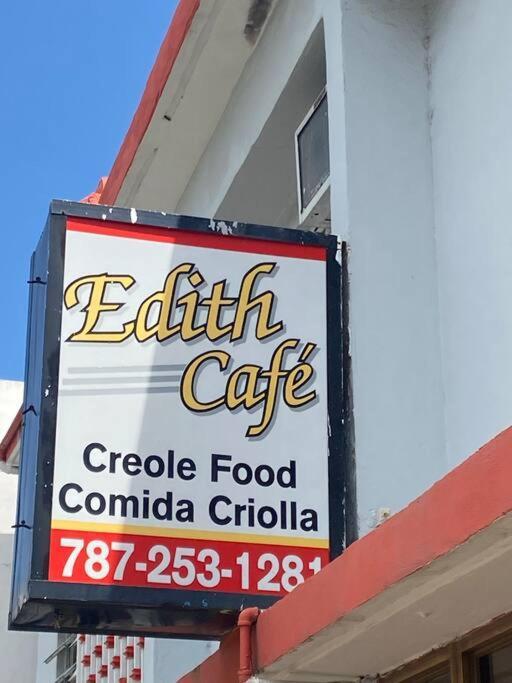 Edith
Café
Creole Food
Comida Criolla
787-253-1281